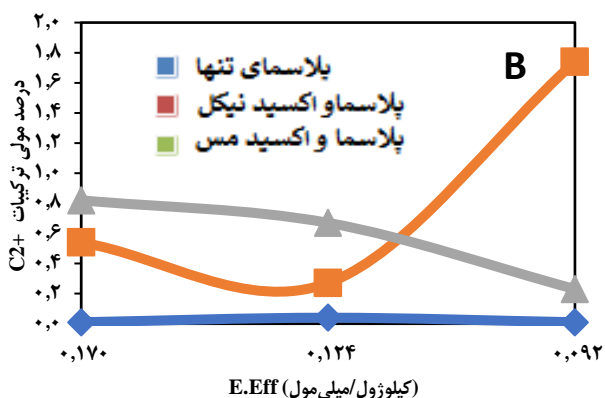 ۲,۰
۱,۸
۱,۶
۱,۴
۱,۲
۱,۰
۰,۸
۰,۶
۰,۴
۰,۲
۰,۰
درصد مولی ترکیبات C2+
B
پلاسمای تنها
پلاسماو اکسید نیکل
پلاسما و اکسید مس
۰,۱۷۰ ۰,۱۲۴ ۰,۰۹۲
E.Eff (کیلوژول/میلی‌مول)